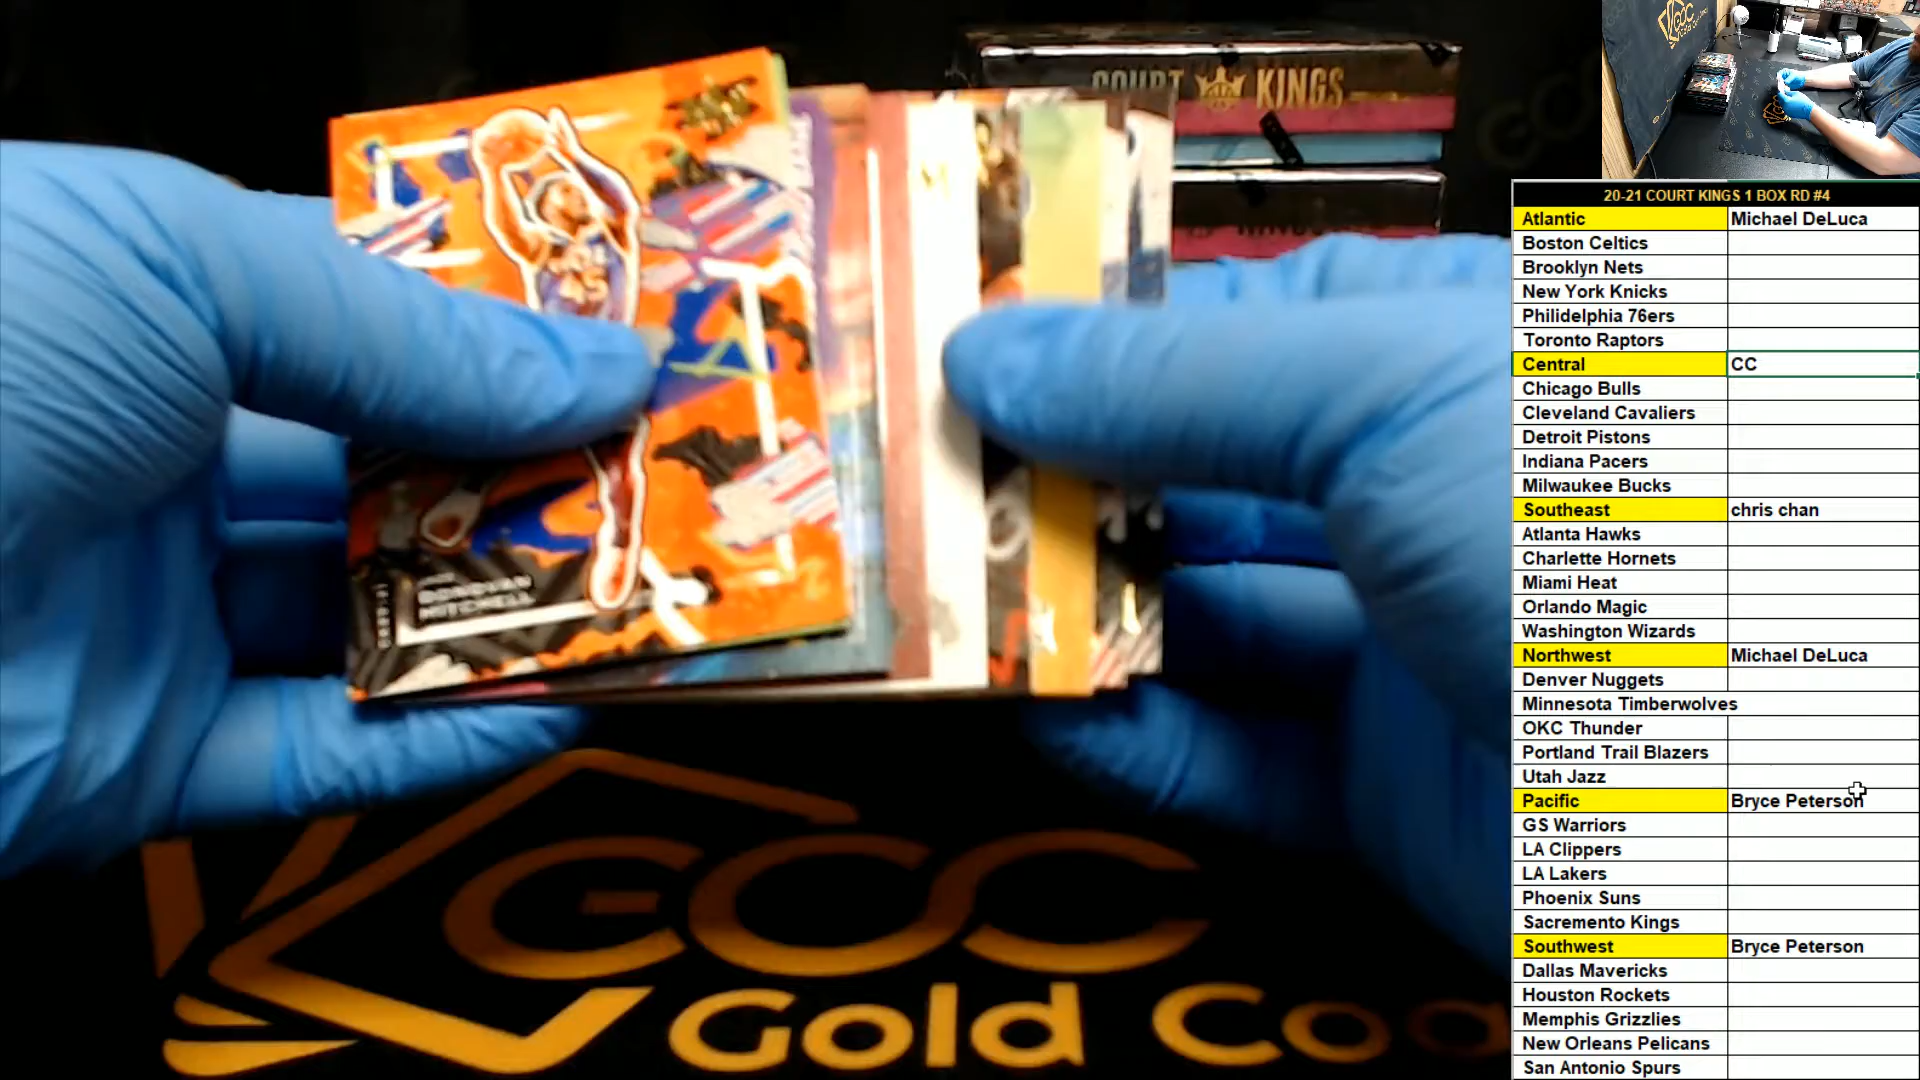 COURT KINGS
DONOVAN
MITCHELL
GCC
Gold Coa
20-21 COURT KINGS 1 BOX RD #4
Atlantic Michael DeLuca
Boston Celtics
Brooklyn Nets
New York Knicks
Philidelphia 76ers
Toronto Raptors
Central CC
Chicago Bulls
Cleveland Cavaliers
Detroit Pistons
Indiana Pacers
Milwaukee Bucks
Southeast chris chan
Atlanta Hawks
Charlette Hornets
Miami Heat
Orlando Magic
Washington Wizards
Northwest Michael DeLuca
Denver Nuggets
Minnesota Timberwolves
OKC Thunder
Portland Trail Blazers
Utah Jazz
Pacific Bryce Peterson
GS Warriors
LA Clippers
LA Lakers
Phoenix Suns
Sacremento Kings
Southwest Bryce Peterson
Dallas Mavericks
Houston Rockets
Memphis Grizzlies
New Orleans Pelicans
San Antonio Spurs